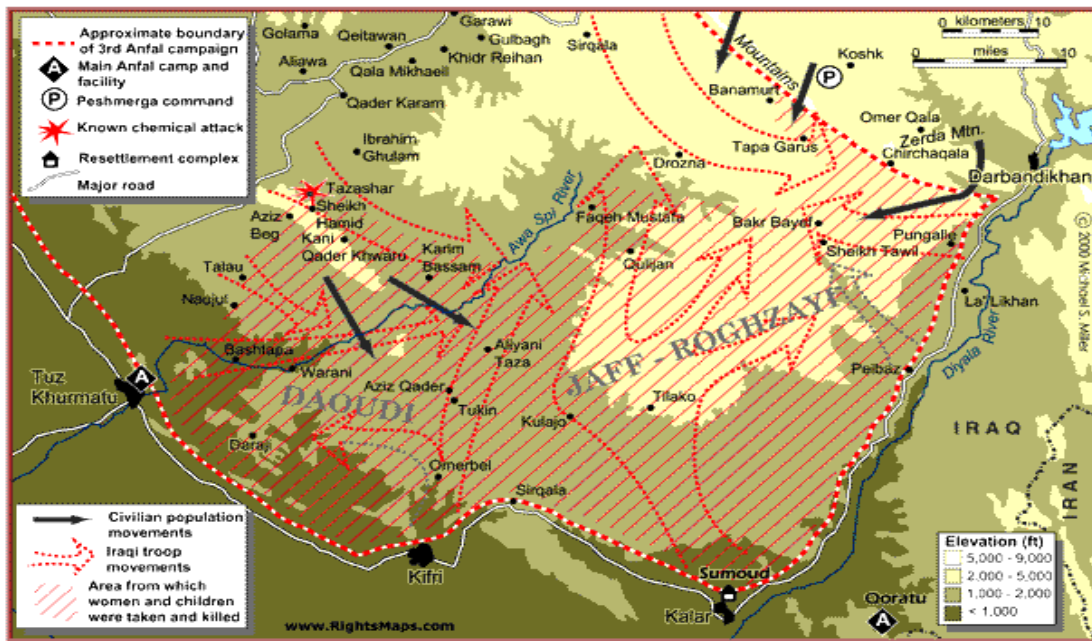 Approximate boundary
of 3rd Anfal campaign
A
Main Anfal camp and
facility
P
Peshmerga command
Known chemical attack
Resettlement complex
Major road
Golama
Qeitawan
Garawi
Gulbagh
Sirqala
Aliawa
Qala Mikhaeil
Khidr Reihan
Qader Karam
Ibrahim
Ghulam
Mountains
P
Koshk
0 kilometers 10
0 miles 10
Banamurt
Omer Qala
Zerda Mtn.
Tapa Garus
Chirchaqala
Drozna
Darbandikhan
Tazashar
Sheikh
Hamid
Aziz
Beg
Kani
Qader Khwaru
Karim
Bassam
Awa Spi River
Faqeh Mustafa
Bakr Bayef
Pungalle
Sheikh Tawil
Qulijan
Talau
Naojul
La'Likhan
© 2000 Michael S. Miller
JAFF - ROGHZAYI
Diyala River
Bashtapa
Warani
Aliyani
Taza
Peibaz
Tuz
Khurmatu
A
DAOUDI
Aziz Qader
Tukin
Tilako
Kulajo
Daraji
Omerbel
Sirqala
IRAQ
IRAN
Civilian population
movements
Iraqi troop
movements
Area from which
women and children
were taken and killed
Kifri
www.RightsMaps.com
Sumoud
Kalar
Qoratu
A
Elevation (ft)
5,000 - 9,000
2,000 - 5,000
1,000 - 2,000
< 1,000